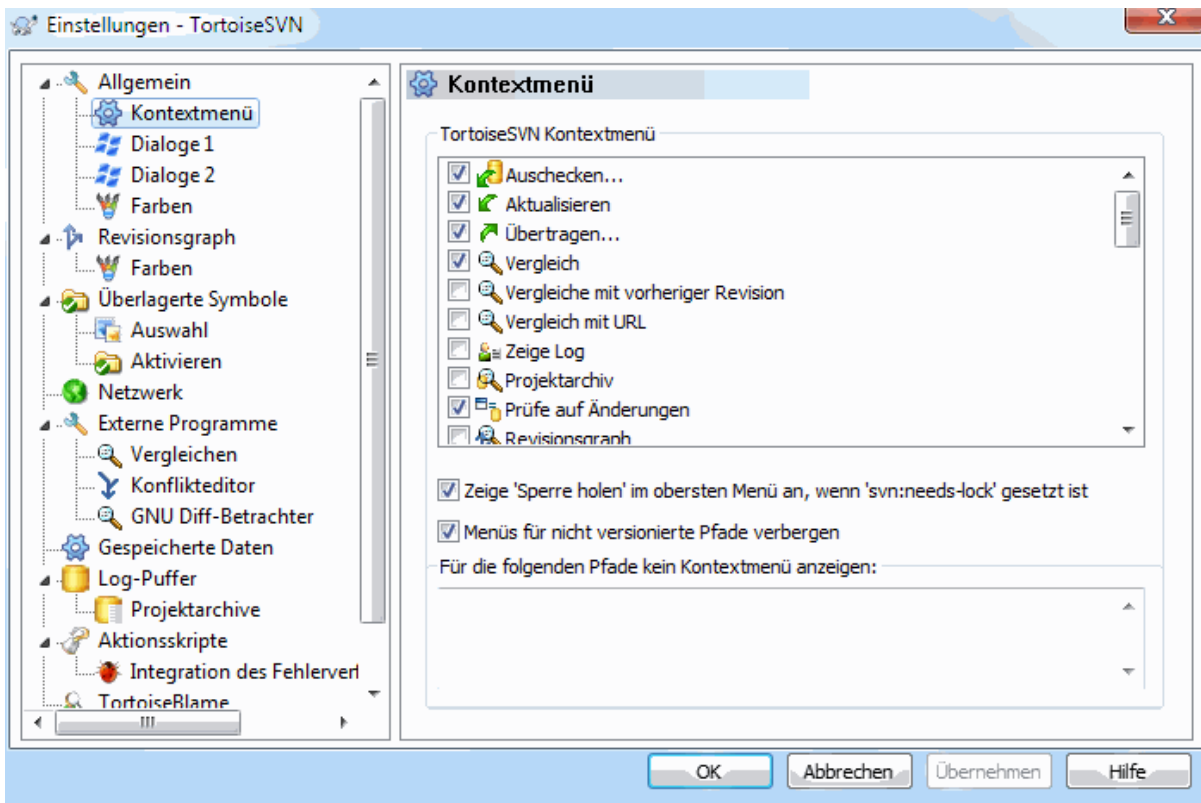 Einstellungen - TortoiseSVN
Allgemein
Kontextmenü
Dialoge 1
Dialoge 2
Farben
Revisionsgraph
Farben
Überlagerte Symbole
Auswahl
Aktivieren
Netzwerk
Externe Programme
Vergleichen
Konflikteditor
GNU Diff-Betrachter
Gespeicherte Daten
Log-Puffer
Projektarchive
Aktionsskripte
Integration des Fehlervert
TortoiseBlame
Kontextmenü
TortoiseSVN Kontextmenü
Auschecken...
Aktualisieren
Übertragen...
Vergleich
Vergleiche mit vorheriger Revision
Vergleich mit URL
Zeige Log
Projektarchiv
Prüfe auf Änderungen
Revisionsgraph
Zeige 'Sperre holen' im obersten Menü an, wenn 'svn:needs-lock' gesetzt ist
Menüs für nicht versionierte Pfade verbergen
Für die folgenden Pfade kein Kontextmenü anzeigen:
OK
Abbrechen
Übernehmen
Hilfe